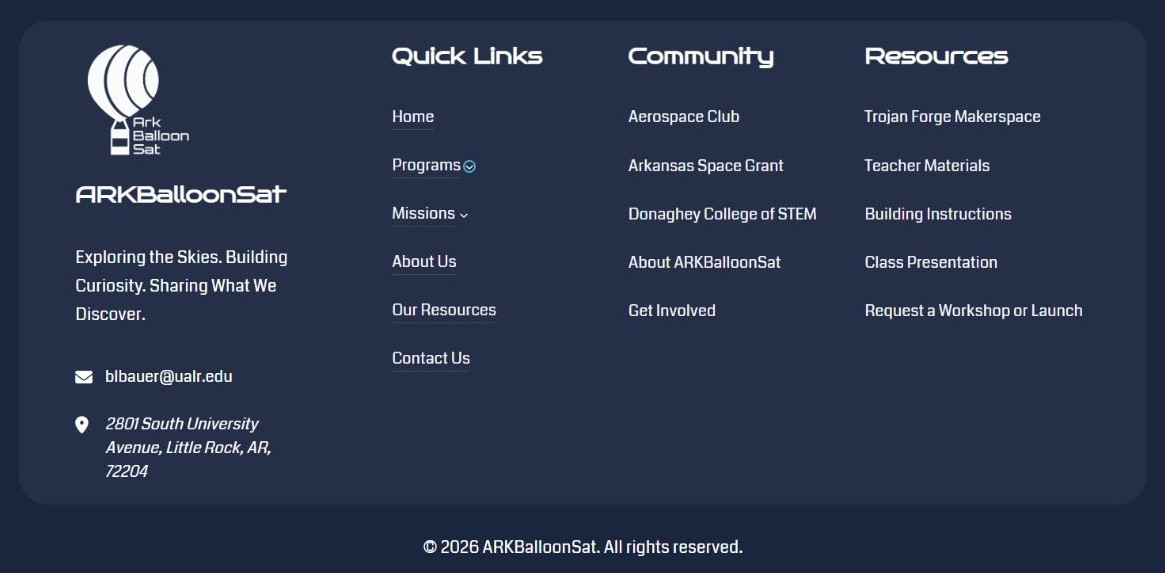 Ark
Balloon
Sat
ARKBalloonSat
Exploring the Skies. Building
Curiosity. Sharing What We
Discover.
blbauer@ualr.edu
2801 South University
Avenue, Little Rock, AR,
72204
Quick Links
Home
Programs
Missions
About Us
Our Resources
Contact Us
Community
Aerospace Club
Arkansas Space Grant
Donaghey College of STEM
About ARKBalloonSat
Get Involved
Resources
Trojan Forge Makerspace
Teacher Materials
Building Instructions
Class Presentation
Request a Workshop or Launch
© 2026 ARKBalloonSat. All rights reserved.